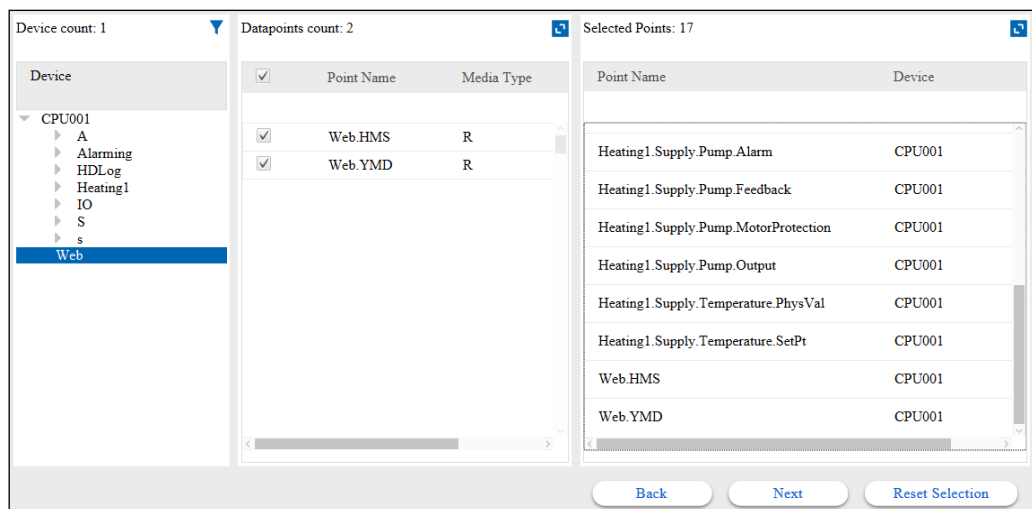 Device count: 1
Device
CPU001
A
Alarming
HDLog
Heating1
IO
S
s
Web
Datapoints count: 2
Point Name Media Type
Web.HMS R
Web.YMD R
Selected Points: 17
Point Name Device
Heating1.Supply.Pump.Alarm CPU001
Heating1.Supply.Pump.Feedback CPU001
Heating1.Supply.Pump.MotorProtection CPU001
Heating1.Supply.Pump.Output CPU001
Heating1.Supply.Temperature.PhysVal CPU001
Heating1.Supply.Temperature.SetPt CPU001
Web.HMS CPU001
Web.YMD CPU001
Back Next Reset Selection